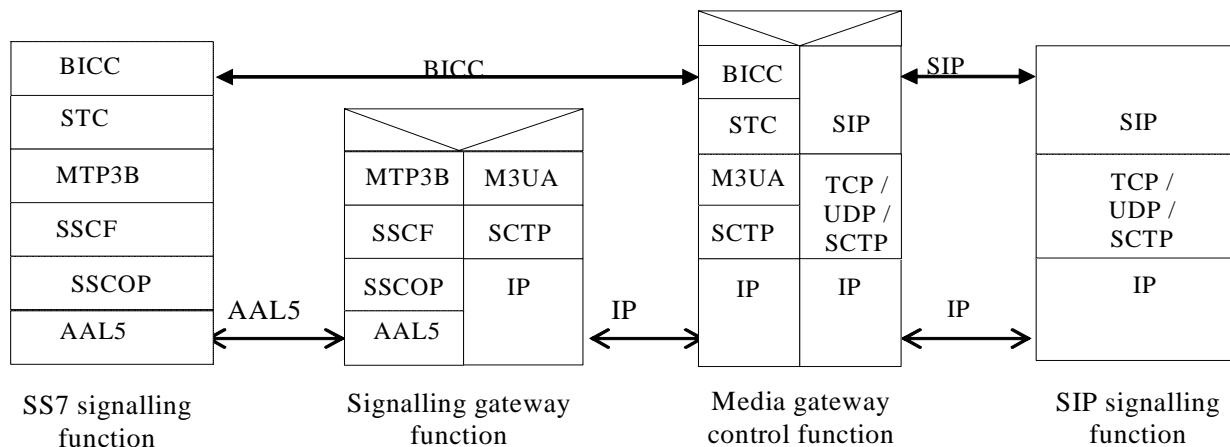 BICC
STC
MTP3B
SSCF
SSCOP
AAL5
SS7 signalling
function
BICC
AAL5
MTP3B
M3UA
SSCF
SCTP
SSCOP
IP
AAL5
Signalling gateway
function
IP
BICC
STC
SIP
M3UA
TCP /
UDP /
SCTP
SCTP
IP
IP
Media gateway
control function
SIP
IP
SIP
TCP /
UDP /
SCTP
IP
SIP signalling
function